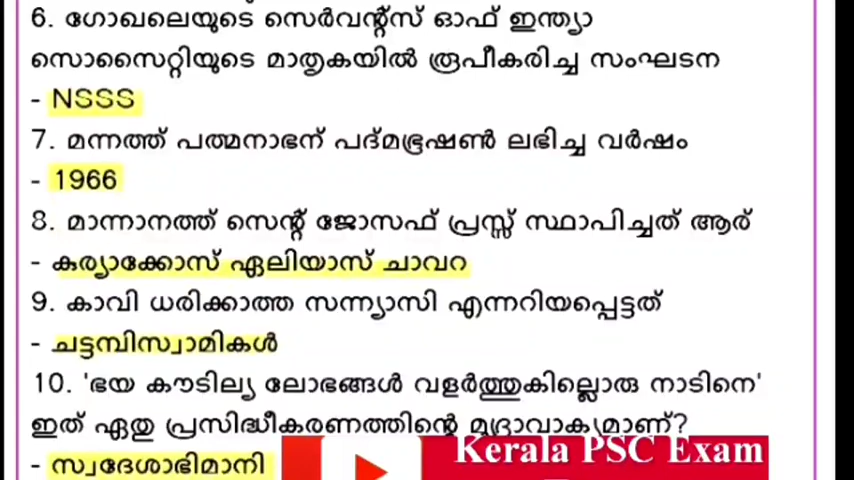 6. ഗോഖലെയുടെ സെർവന്റ്സ് ഓഫ് ഇന്ത്യാ
സൊസൈറ്റിയുടെ മാതൃകയിൽ രൂപീകരിച്ച സംഘടന
- NSSS
7. മന്നത്ത് പത്മനാഭന് പദ്മഭൂഷൺ ലഭിച്ച വർഷം
- 1966
8. മാന്നാനത്ത് സെന്റ് ജോസഫ് പ്രസ്സ് സ്ഥാപിച്ചത് ആര്
- കുര്യാക്കോസ് ഏലിയാസ് ചാവറ
9. കാവി ധരിക്കാത്ത സന്ന്യാസി എന്നറിയപ്പെട്ടത്
- ചട്ടമ്പിസ്വാമികൾ
10. 'ഭയ കൗടില്യ ലോഭങ്ങൾ വളർത്തുകില്ലൊരു നാടിനെ'
ഇത് ഏതു പ്രസിദ്ധീകരണത്തിന്റെ മുദ്രാവാക്യമാണ്?
- സ്വദേശാഭിമാനി
Kerala PSC Exam